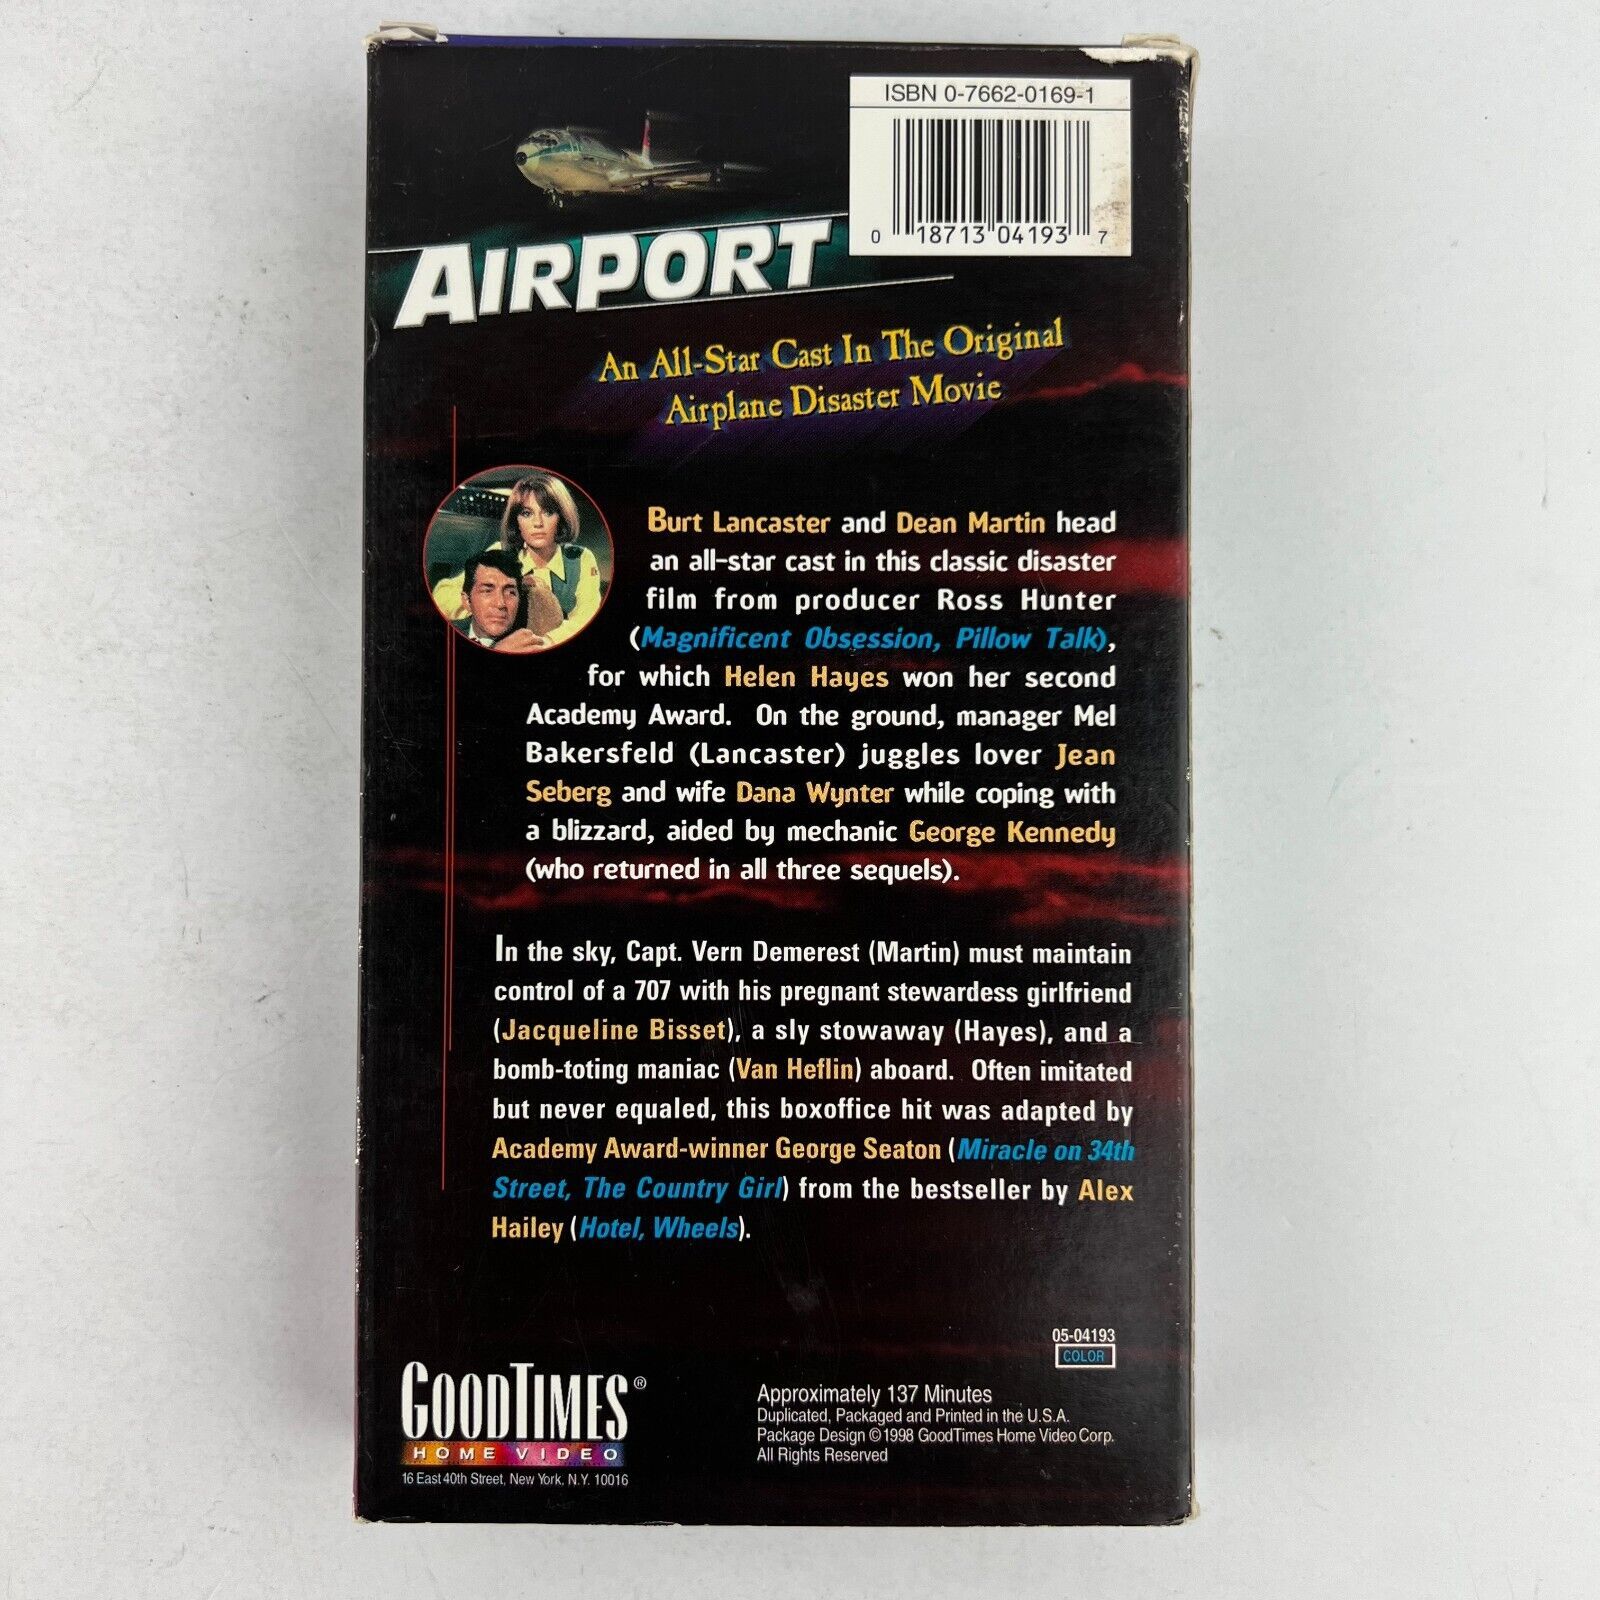 ISBN 0-7662-0169-1
0 18713 04193 7
AIRPORT
An All-Star Cast In The Original
Airplane Disaster Movie
Burt Lancaster and Dean Martin head
an all-star cast in this classic disaster
film from producer Ross Hunter
(Magnificent Obsession, Pillow Talk),
for which Helen Hayes won her second
Academy Award. On the ground, manager Mel
Bakersfeld (Lancaster) juggles lover Jean
Seberg and wife Dana Wynter while coping with
a blizzard, aided by mechanic George Kennedy
(who returned in all three sequels).
In the sky, Capt. Vern Demerest (Martin) must maintain
control of a 707 with his pregnant stewardess girlfriend
(Jacqueline Bisset), a sly stowaway (Hayes), and a
bomb-toting maniac (Van Heflin) aboard. Often imitated
but never equaled, this boxoffice hit was adapted by
Academy Award-winner George Seaton (Miracle on 34th
Street, The Country Girl) from the bestseller by Alex
Hailey (Hotel, Wheels).
05-04193
COLOR
GOODTIMES®
HOME VIDEO
16 East 40th Street, New York, N.Y. 10016
Approximately 137 Minutes
Duplicated, Packaged and Printed in the U.S.A.
Package Design ©1998 GoodTimes Home Video Corp.
All Rights Reserved